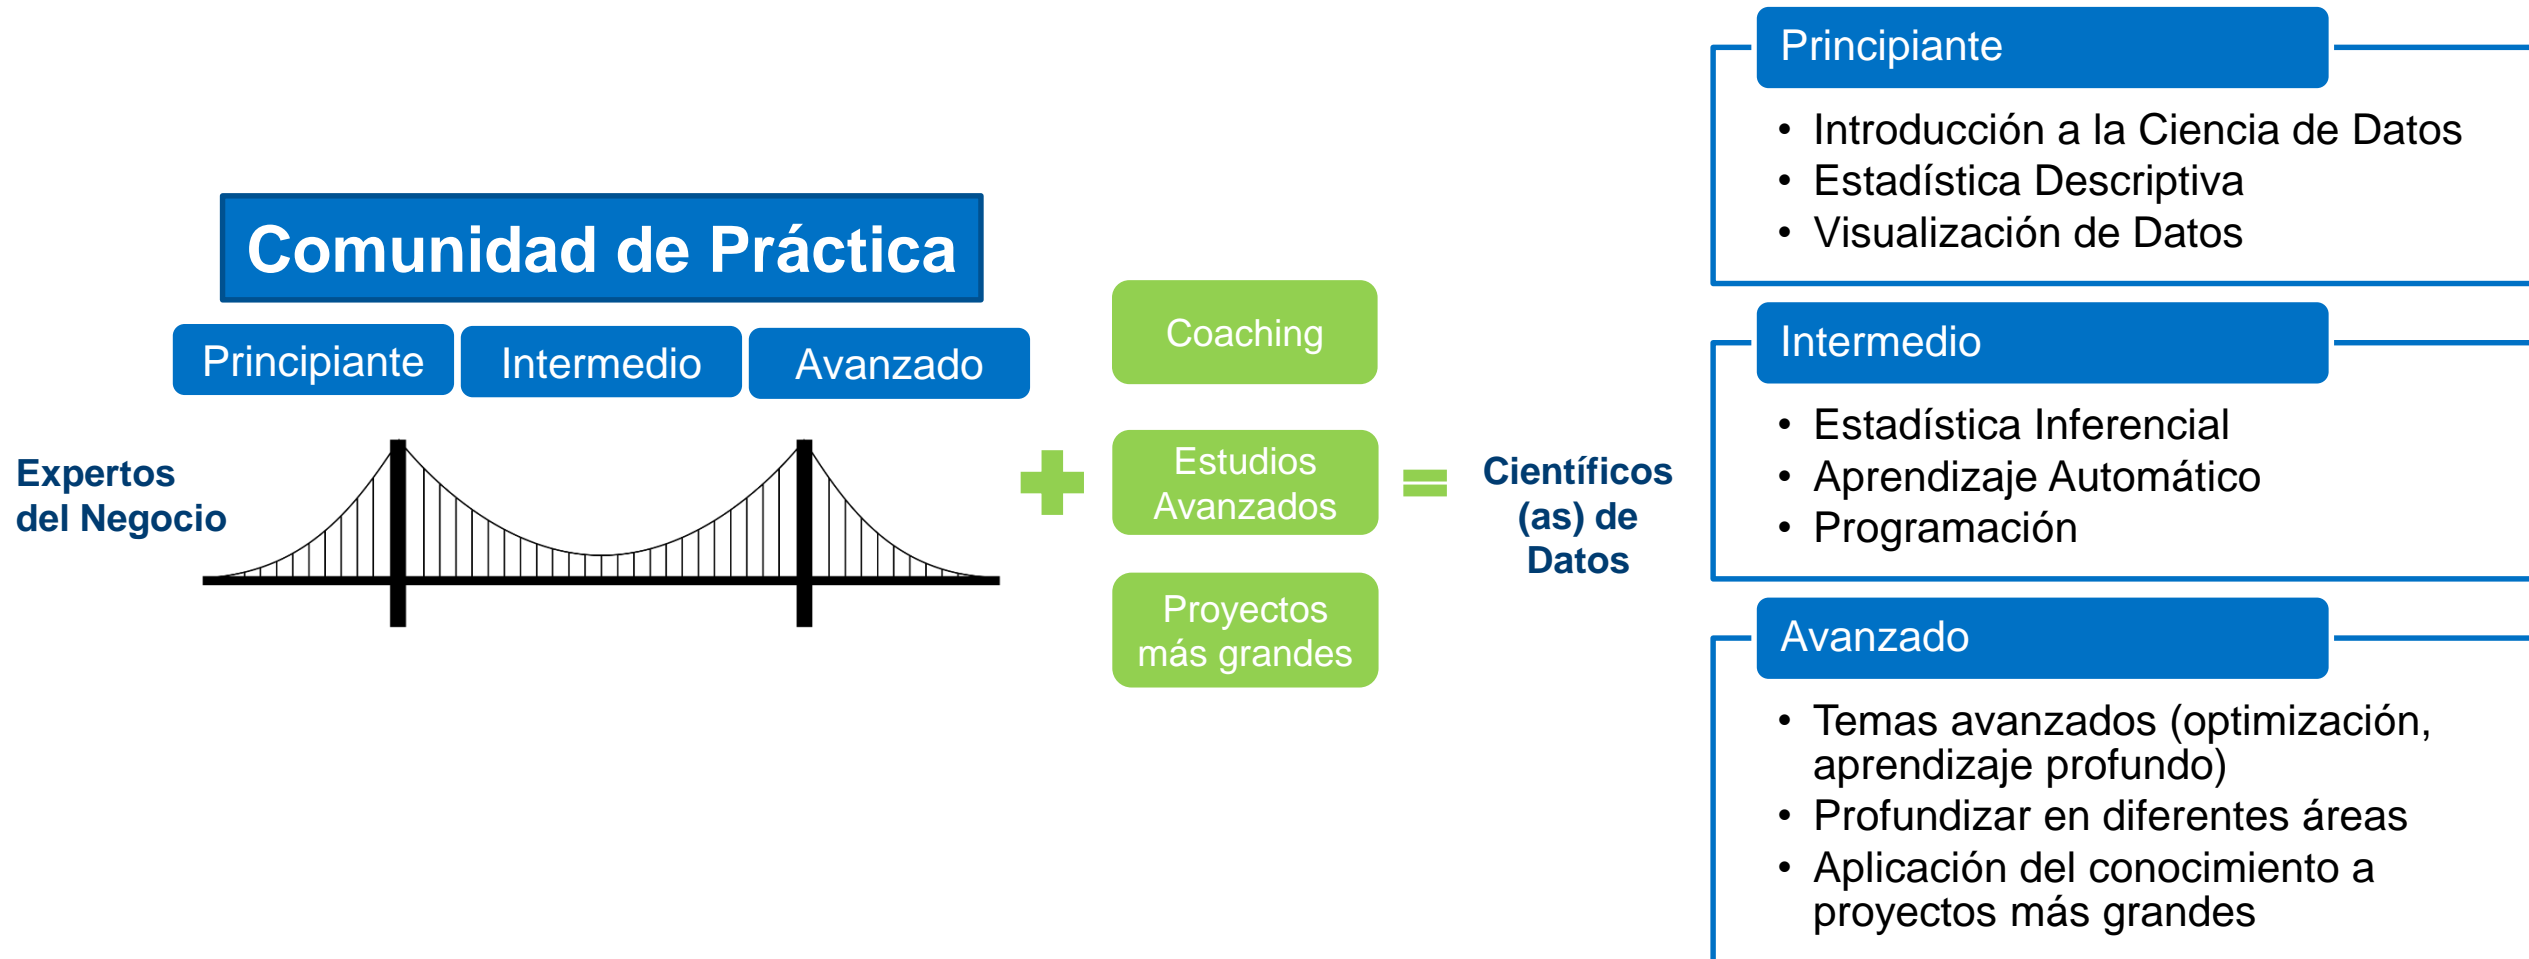 Comunidad de Práctica
Principiante
Intermedio
Avanzado
Expertos
del Negocio
Coaching
Estudios
Avanzados
Proyectos
más grandes
Científicos
(as) de
Datos
Principiante
• Introducción a la Ciencia de Datos
• Estadística Descriptiva
• Visualización de Datos
Intermedio
• Estadística Inferencial
• Aprendizaje Automático
• Programación
Avanzado
• Temas avanzados (optimización,
aprendizaje profundo)
• Profundizar en diferentes áreas
• Aplicación del conocimiento a
proyectos más grandes